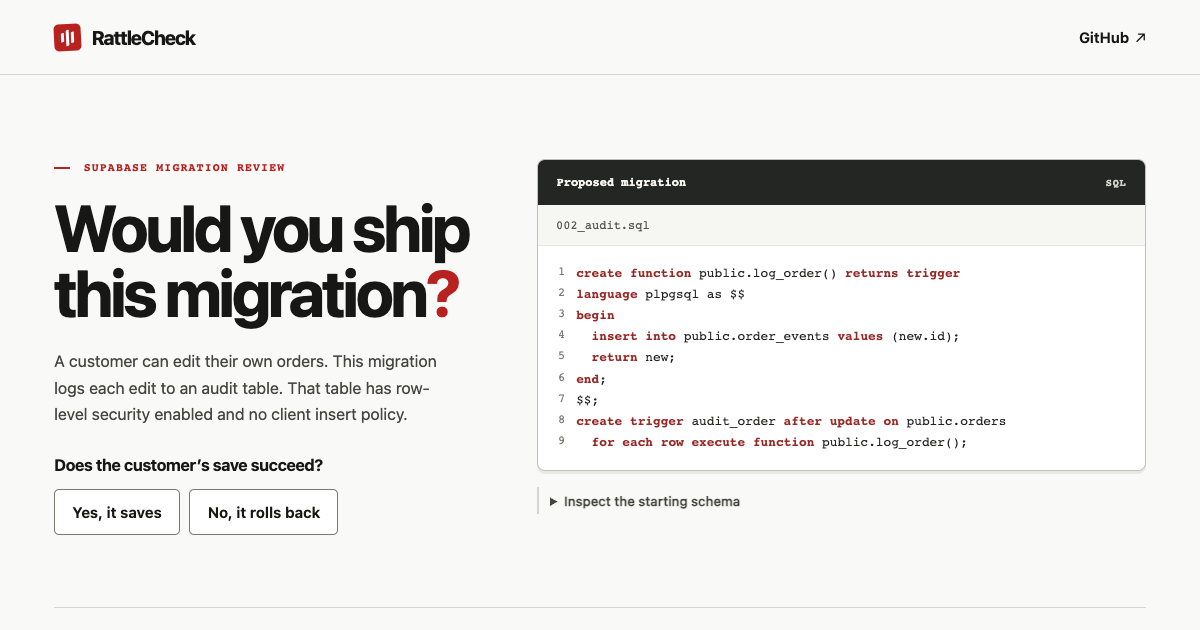 RattleCheck
GitHub ↗
SUPABASE MIGRATION REVIEW
Would you ship
this migration?
A customer can edit their own orders. This migration
logs each edit to an audit table. That table has row-
level security enabled and no client insert policy.
Does the customer’s save succeed?
Yes, it saves
No, it rolls back
Proposed migration
SQL
002_audit.sql
1 create function public.log_order() returns trigger
2 language plpgsql as $$
3 begin
4   insert into public.order_events values (new.id);
5   return new;
6 end;
7 $$;
8 create trigger audit_order after update on public.orders
9   for each row execute function public.log_order();
▶ Inspect the starting schema